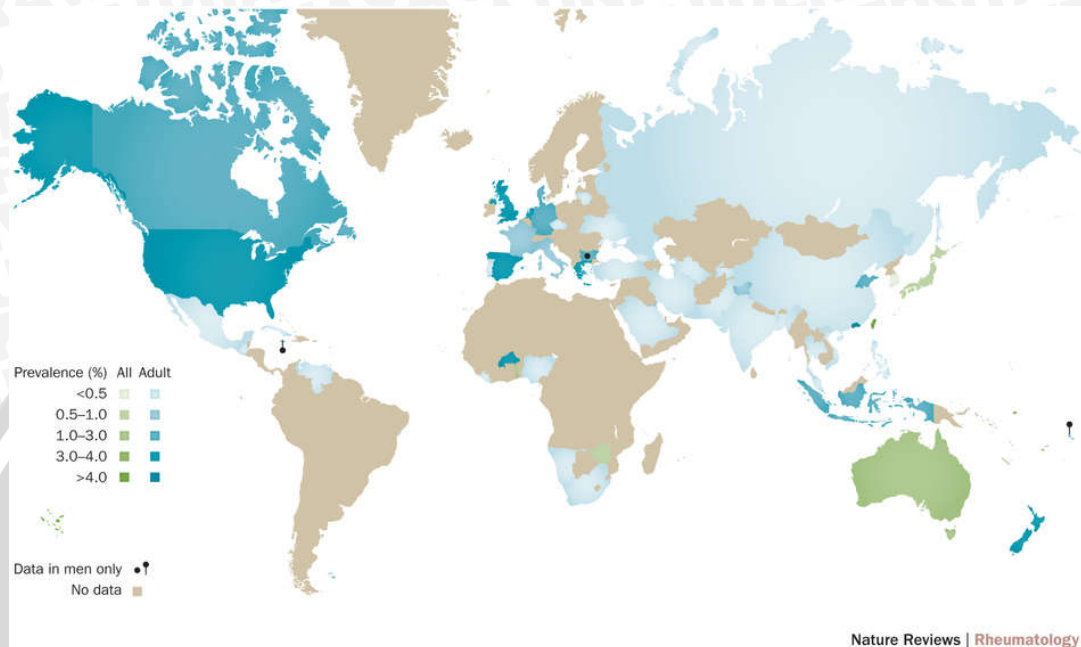 Prevalence (%) All Adult
<0.5
0.5–1.0
1.0–3.0
3.0–4.0
>4.0
Data in men only
No data
Nature Reviews | Rheumatology